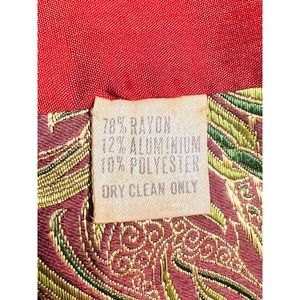 78% RAYON
12% ALUMINIUM
10% POLYESTER
DRY CLEAN ONLY